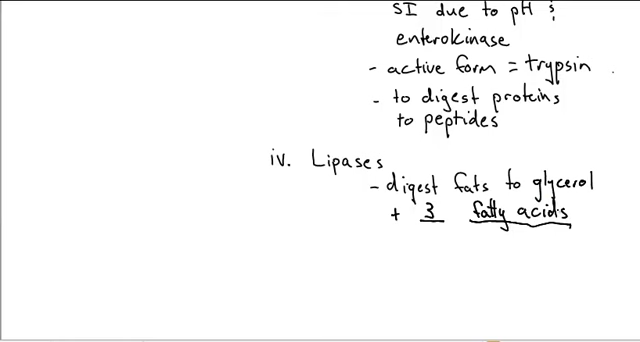 SI due to pH &
enterokinase
- active form = trypsin
- to digest proteins
to peptides
iv. Lipases
- digest fats to glycerol
+ 3 fatty acids